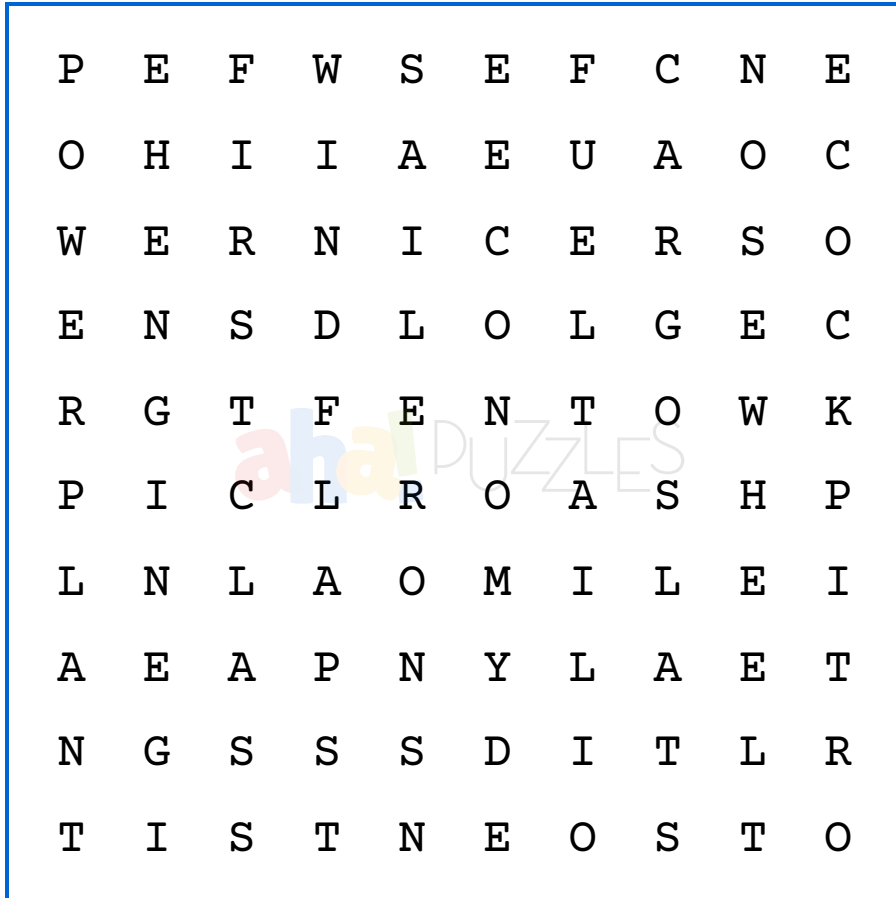 P E F W S E F C N E
O H I I A E U A O C
W E R N I C E R S O
E N S D L O L G E C
R G T F E N T O W K
P I C L R O A S H P
L N L A O M I L E I
A E A P N Y L A E T
N G S S S D I T L R
T I S T N E O S T O
aha! PUZZLES